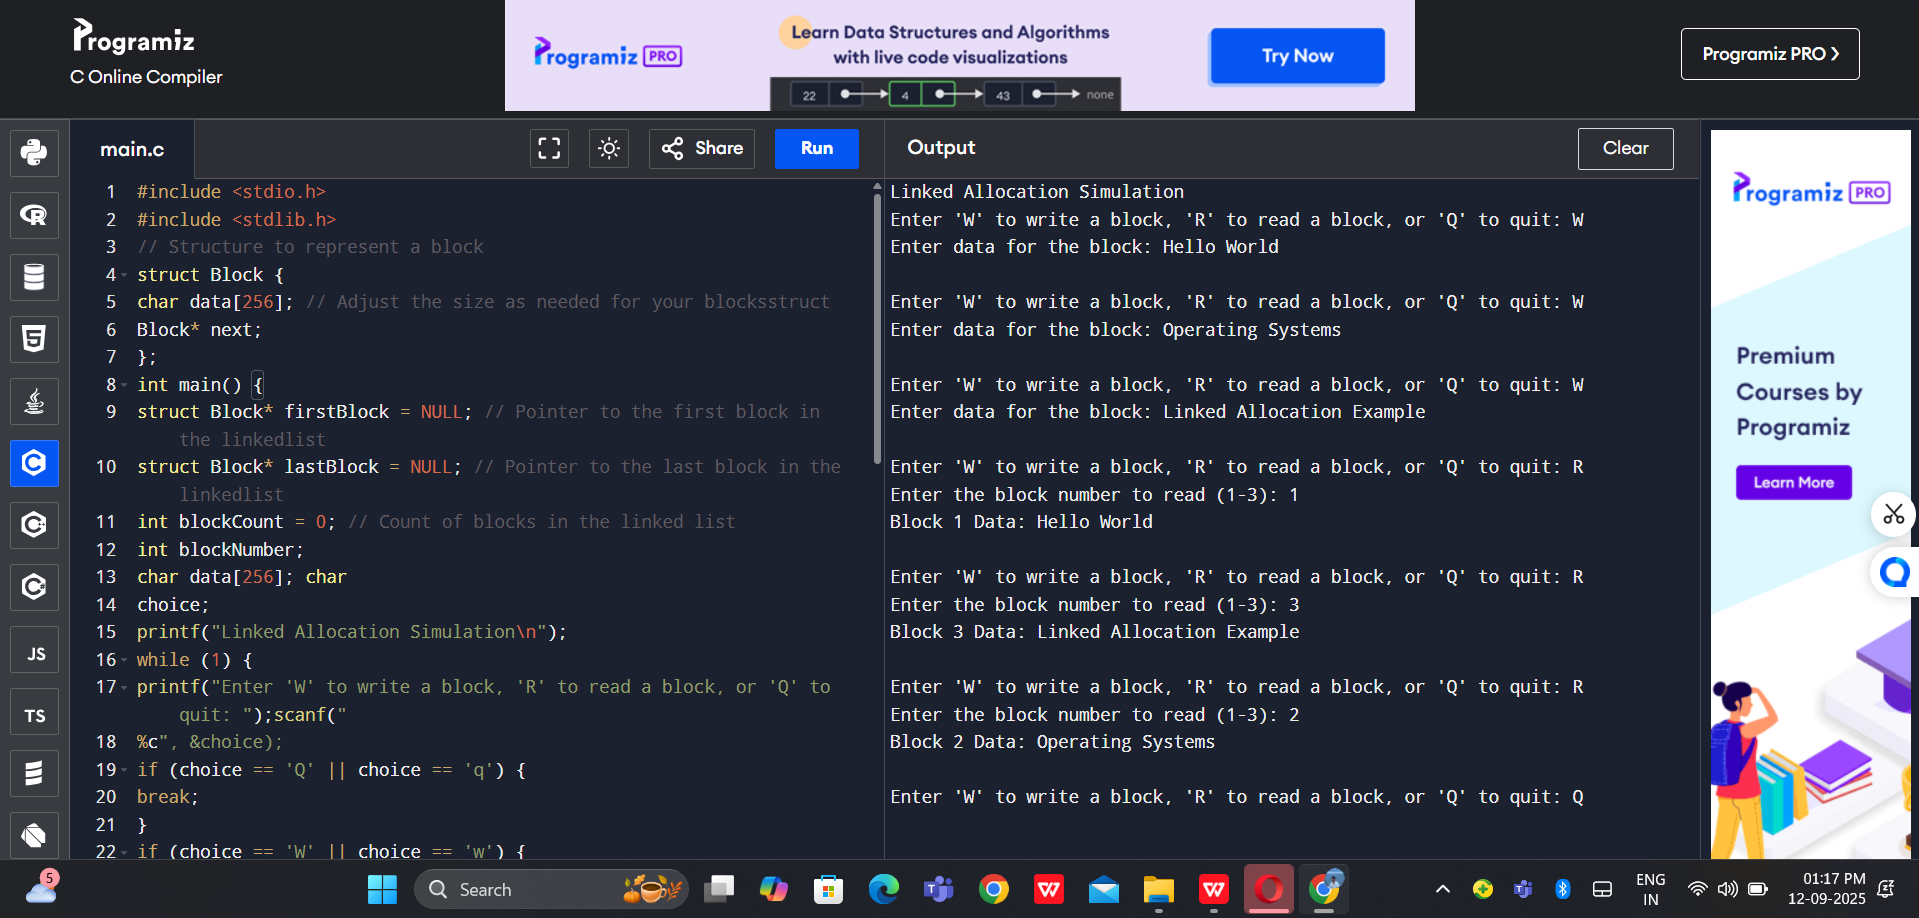 Programiz
C Online Compiler
Programiz PRO
Learn Data Structures and Algorithms
with live code visualizations
22
4
43
none
Try Now
Programiz PRO ❯
main.c
Share
Run
Output
Clear
1 #include <stdio.h>
2 #include <stdlib.h>
3 // Structure to represent a block
4 struct Block {
5 char data[256]; // Adjust the size as needed for your blocksstruct
6 Block* next;
7 };
8 int main() {
9 struct Block* firstBlock = NULL; // Pointer to the first block in
the linkedlist
10 struct Block* lastBlock = NULL; // Pointer to the last block in the
linkedlist
11 int blockCount = 0; // Count of blocks in the linked list
12 int blockNumber;
13 char data[256]; char
14 choice;
15 printf("Linked Allocation Simulation\n");
16 while (1) {
17 printf("Enter 'W' to write a block, 'R' to read a block, or 'Q' to
quit: ");scanf("
18 %c", &choice);
19 if (choice == 'Q' || choice == 'q') {
20 break;
21 }
22 if (choice == 'W' || choice == 'w') {
Linked Allocation Simulation
Enter 'W' to write a block, 'R' to read a block, or 'Q' to quit: W
Enter data for the block: Hello World
Enter 'W' to write a block, 'R' to read a block, or 'Q' to quit: W
Enter data for the block: Operating Systems
Enter 'W' to write a block, 'R' to read a block, or 'Q' to quit: W
Enter data for the block: Linked Allocation Example
Enter 'W' to write a block, 'R' to read a block, or 'Q' to quit: R
Enter the block number to read (1-3): 1
Block 1 Data: Hello World
Enter 'W' to write a block, 'R' to read a block, or 'Q' to quit: R
Enter the block number to read (1-3): 3
Block 3 Data: Linked Allocation Example
Enter 'W' to write a block, 'R' to read a block, or 'Q' to quit: R
Enter the block number to read (1-3): 2
Block 2 Data: Operating Systems
Enter 'W' to write a block, 'R' to read a block, or 'Q' to quit: Q
Programiz PRO
Premium
Courses by
Programiz
Learn More
JS
TS
5
Search
ENG
IN
01:17 PM
12-09-2025